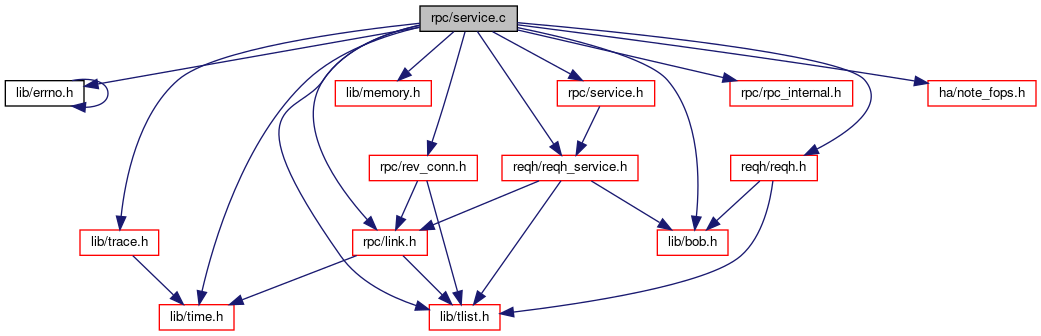 rpc/service.c
lib/errno.h
lib/memory.h
rpc/service.h
rpc/rpc_internal.h
ha/note_fops.h
rpc/rev_conn.h
reqh/reqh_service.h
reqh/reqh.h
lib/trace.h
rpc/link.h
lib/bob.h
lib/time.h
lib/tlist.h